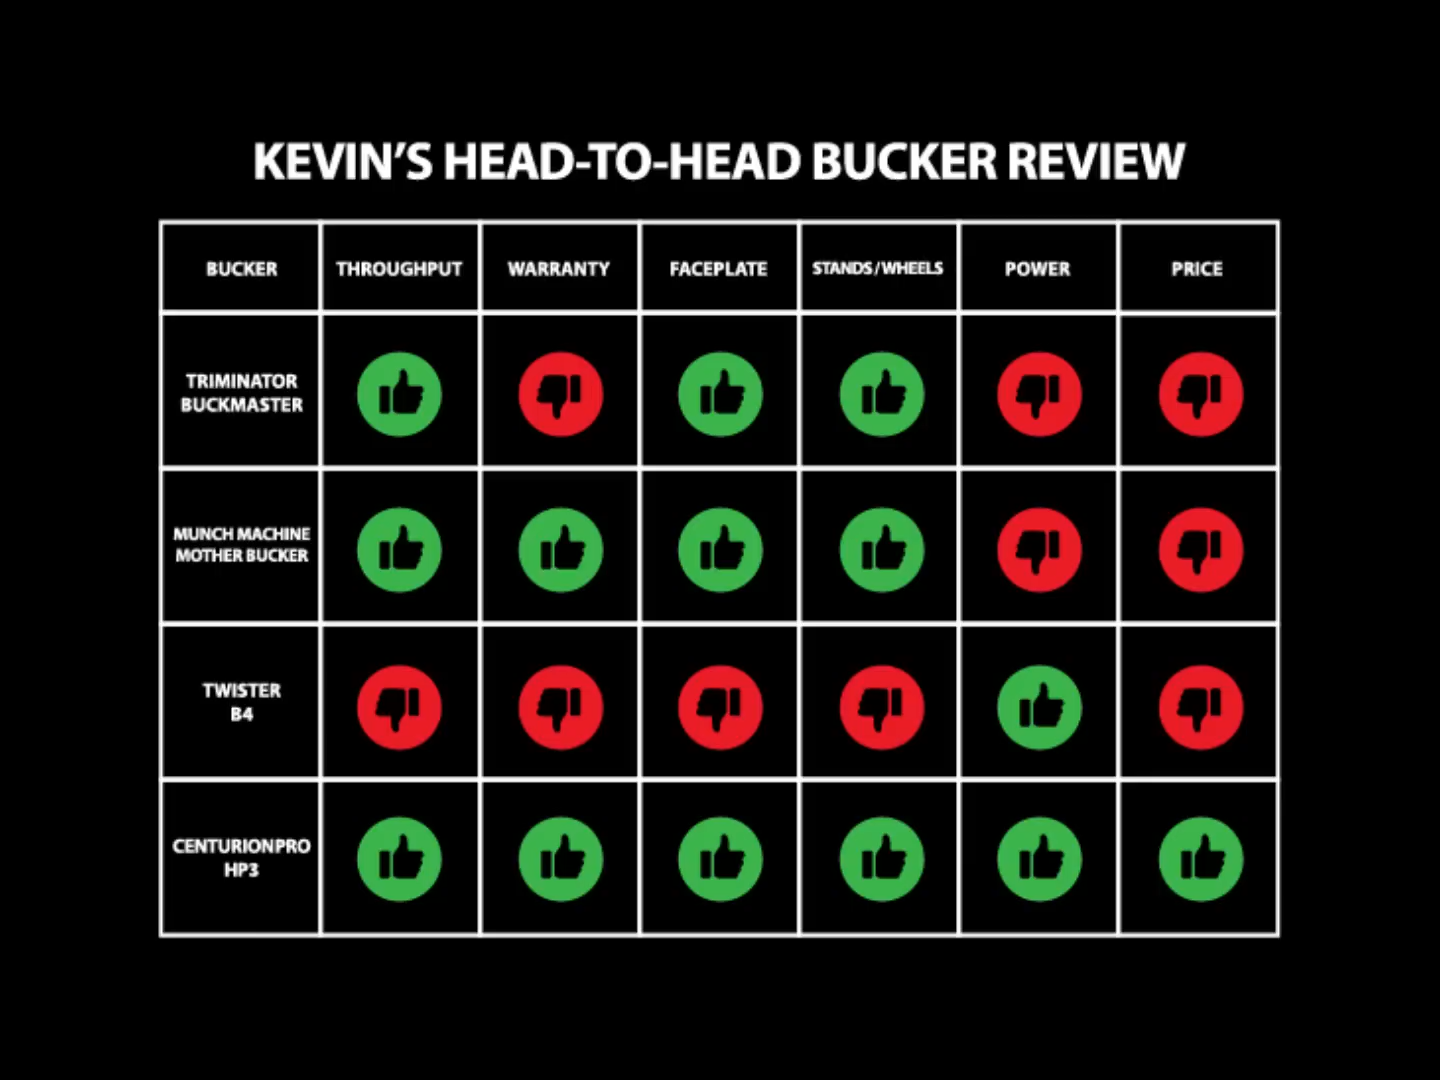 KEVIN'S HEAD-TO-HEAD BUCKER REVIEW
BUCKER THROUGHPUT WARRANTY FACEPLATE STANDS/WHEELS POWER PRICE
TRIMINATOR
BUCKMASTER
MUNCH MACHINE
MOTHER BUCKER
TWISTER
B4
CENTURIONPRO
HP3